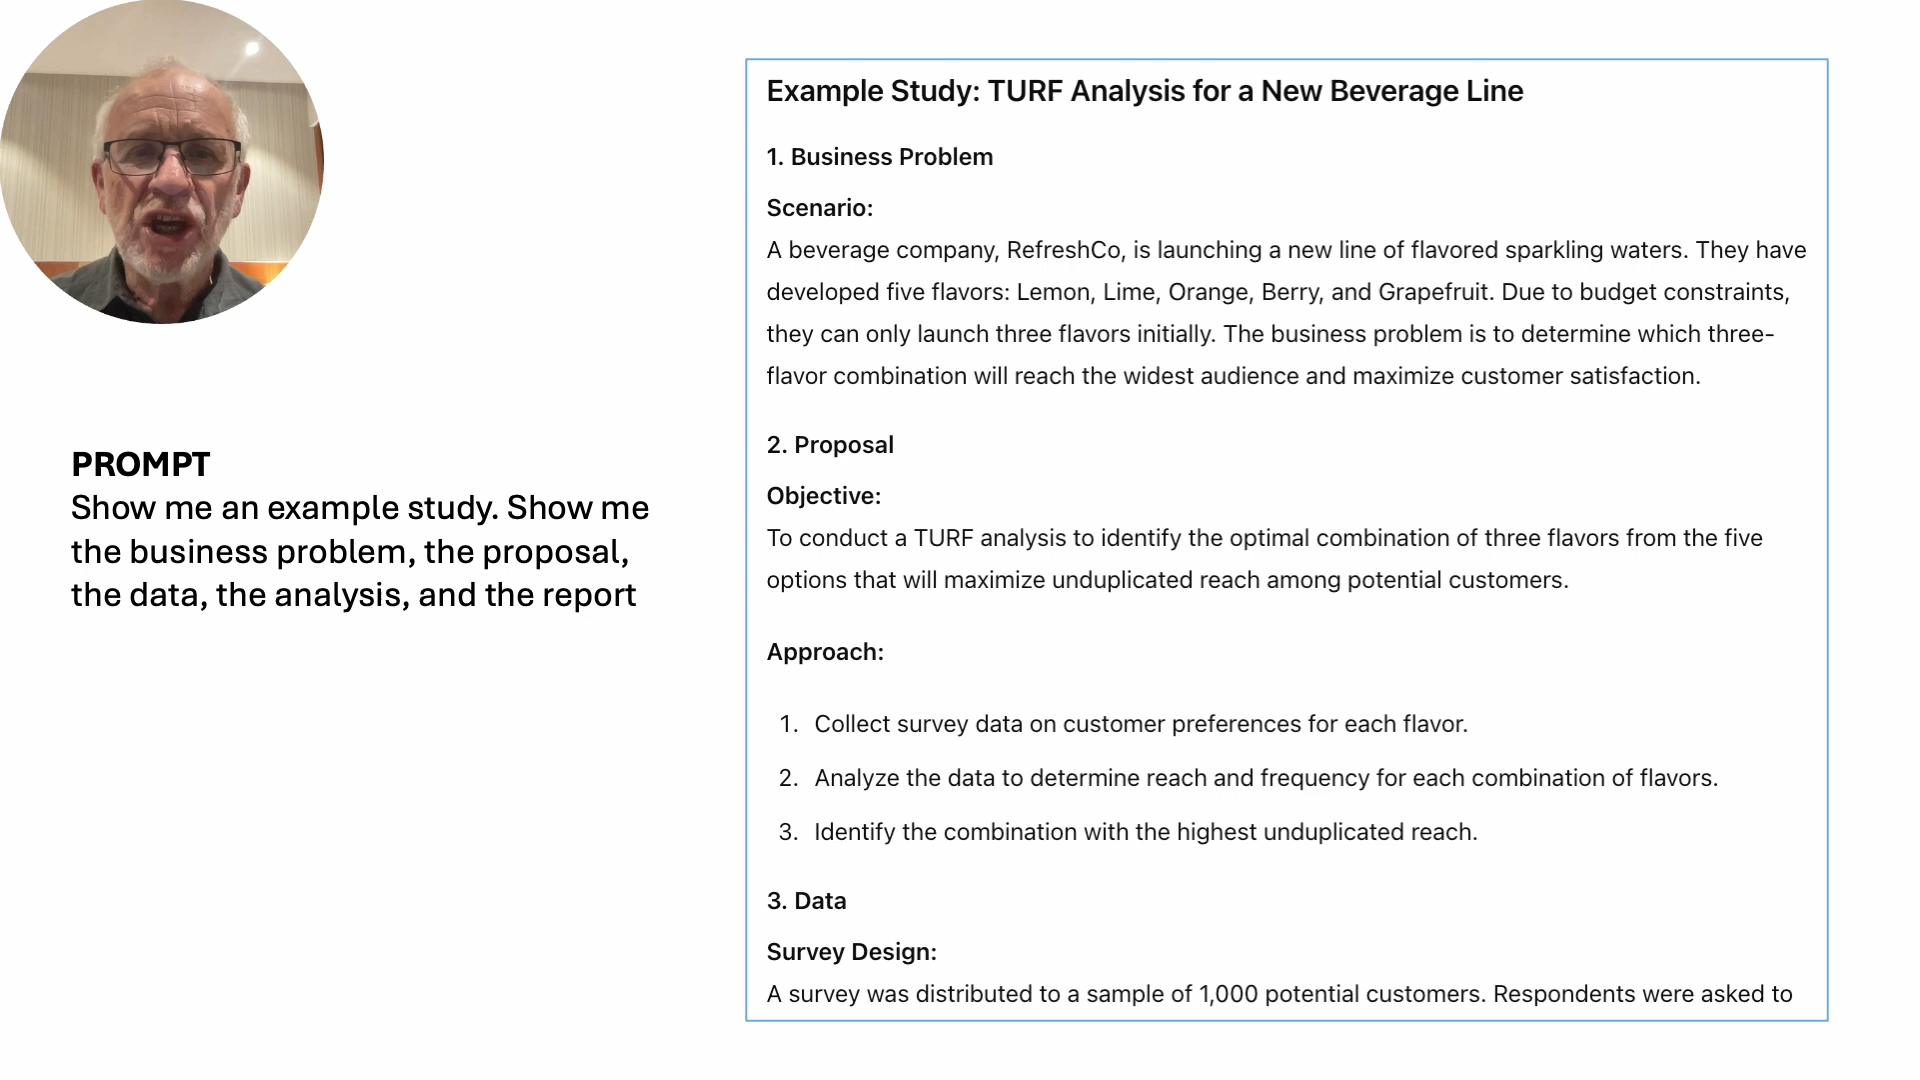 PROMPT
Show me an example study. Show me
the business problem, the proposal,
the data, the analysis, and the report
Example Study: TURF Analysis for a New Beverage Line
1. Business Problem
Scenario:
A beverage company, RefreshCo, is launching a new line of flavored sparkling waters. They have
developed five flavors: Lemon, Lime, Orange, Berry, and Grapefruit. Due to budget constraints,
they can only launch three flavors initially. The business problem is to determine which three-
flavor combination will reach the widest audience and maximize customer satisfaction.
2. Proposal
Objective:
To conduct a TURF analysis to identify the optimal combination of three flavors from the five
options that will maximize unduplicated reach among potential customers.
Approach:
1. Collect survey data on customer preferences for each flavor.
2. Analyze the data to determine reach and frequency for each combination of flavors.
3. Identify the combination with the highest unduplicated reach.
3. Data
Survey Design:
A survey was distributed to a sample of 1,000 potential customers. Respondents were asked to